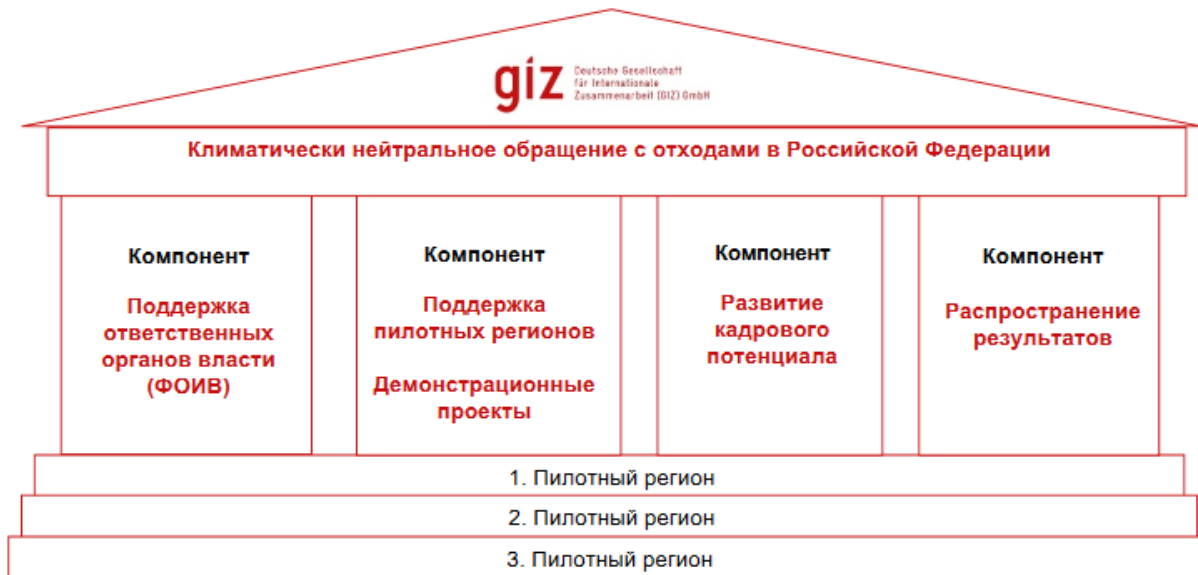 giz
Deutsche Gesellschaft
für Internationale
Zusammenarbeit (GIZ) GmbH
Климатически нейтральное обращение с отходами в Российской Федерации
Компонент
Поддержка
ответственных
органов власти
(ФОИВ)
Компонент
Поддержка
пилотных регионов
Демонстрационные
проекты
Компонент
Развитие
кадрового
потенциала
Компонент
Распространение
результатов
1. Пилотный регион
2. Пилотный регион
3. Пилотный регион